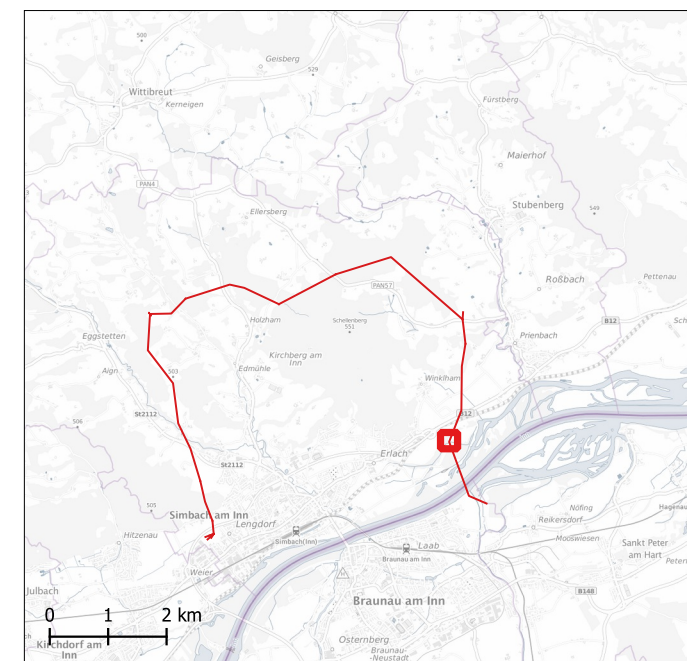 500
Geisberg
529
Wittibreut
Kerneigen
Fürstberg
Maierhof
PAN4
Stubenberg
549
Ellersberg
Roßbach
Pettenau
PAN57
Holzham
Schellenberg
551
B12
Eggstetten
Prienbach
Kirchberg am
Inn
Edmühle
Aign
503
Winklham
St2112
B12
506
Erlach
St2112
505
Simbach am Inn
Lengdorf
Nöfing
Hagenau
Hitzenau
Simbach(Inn)
Reikersdorf
Mooswiesen
Sankt Peter
am Hart
Laab
Braunau am Inn
Weier
Julbach
B148
Braunau am Inn
0 1 2 km
Kirchdorf am
Inn
Osternberg
Braunau-
Neustadt